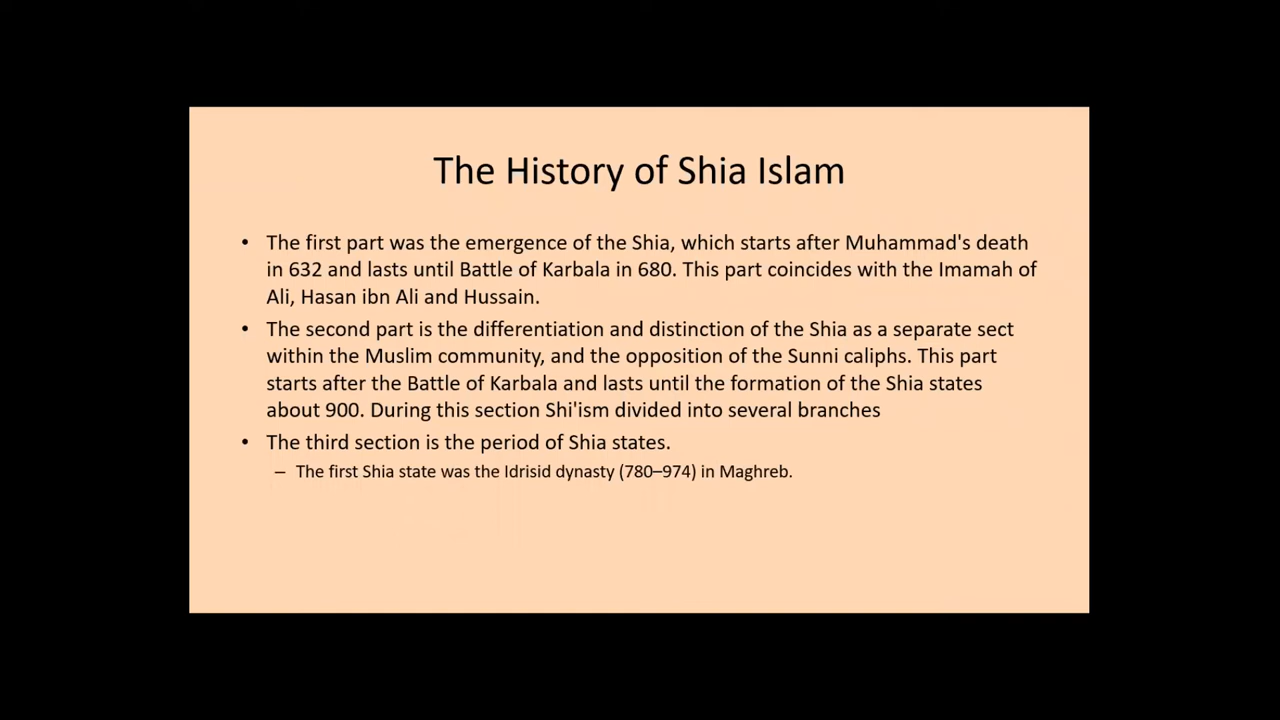 The History of Shia Islam
• The first part was the emergence of the Shia, which starts after Muhammad's death
in 632 and lasts until Battle of Karbala in 680. This part coincides with the Imamah of
Ali, Hasan ibn Ali and Hussain.
• The second part is the differentiation and distinction of the Shia as a separate sect
within the Muslim community, and the opposition of the Sunni caliphs. This part
starts after the Battle of Karbala and lasts until the formation of the Shia states
about 900. During this section Shi'ism divided into several branches
• The third section is the period of Shia states.
– The first Shia state was the Idrisid dynasty (780–974) in Maghreb.